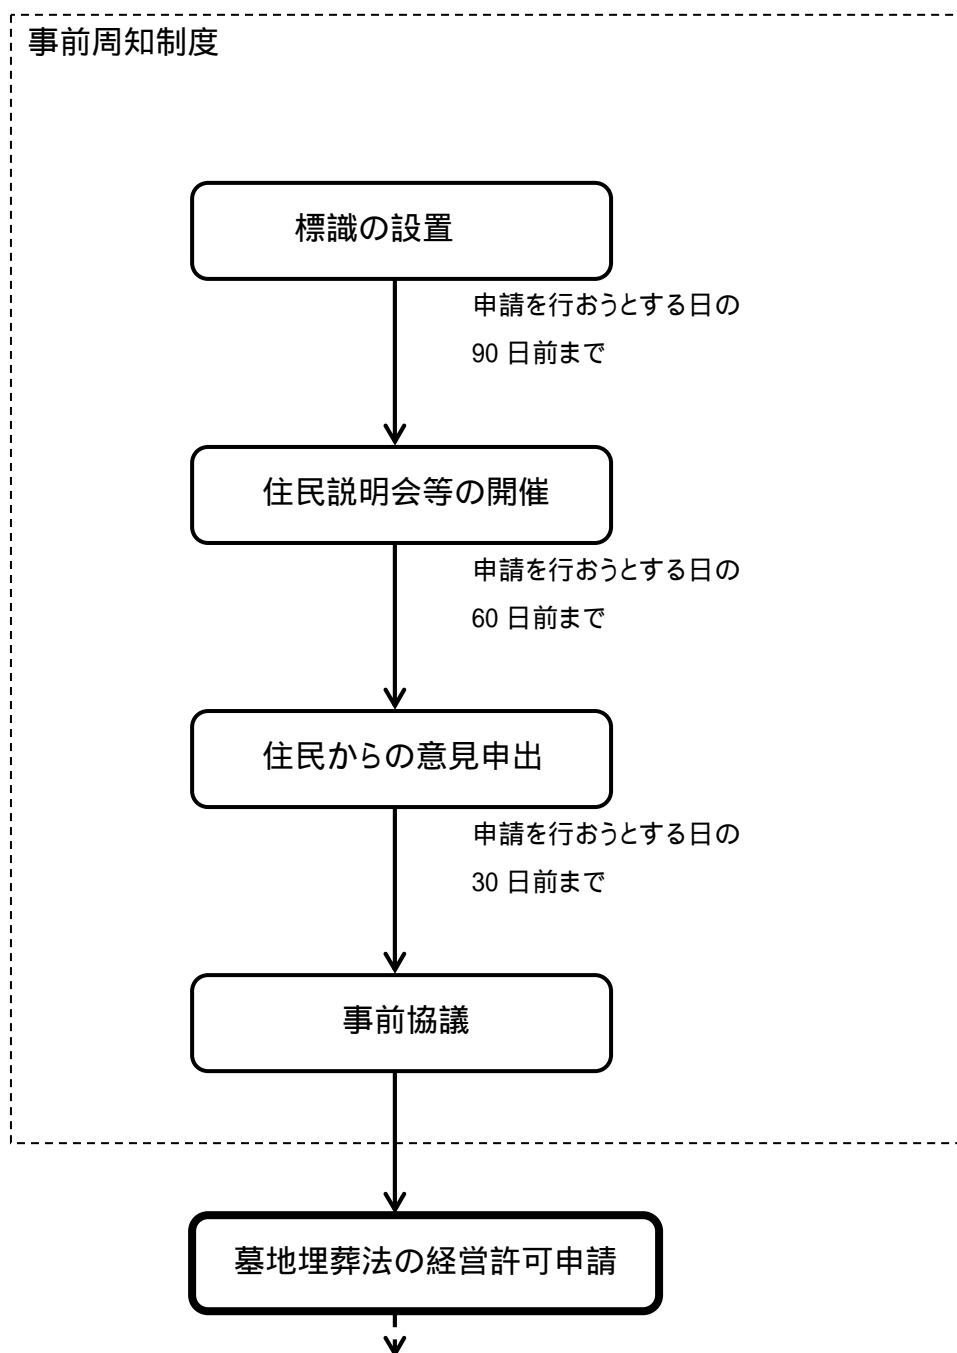 事前周知制度
標識の設置
申請を行おうとする日の
90 日前まで
住民説明会等の開催
申請を行おうとする日の
60 日前まで
住民からの意見申出
申請を行おうとする日の
30 日前まで
事前協議
墓地埋葬法の経営許可申請